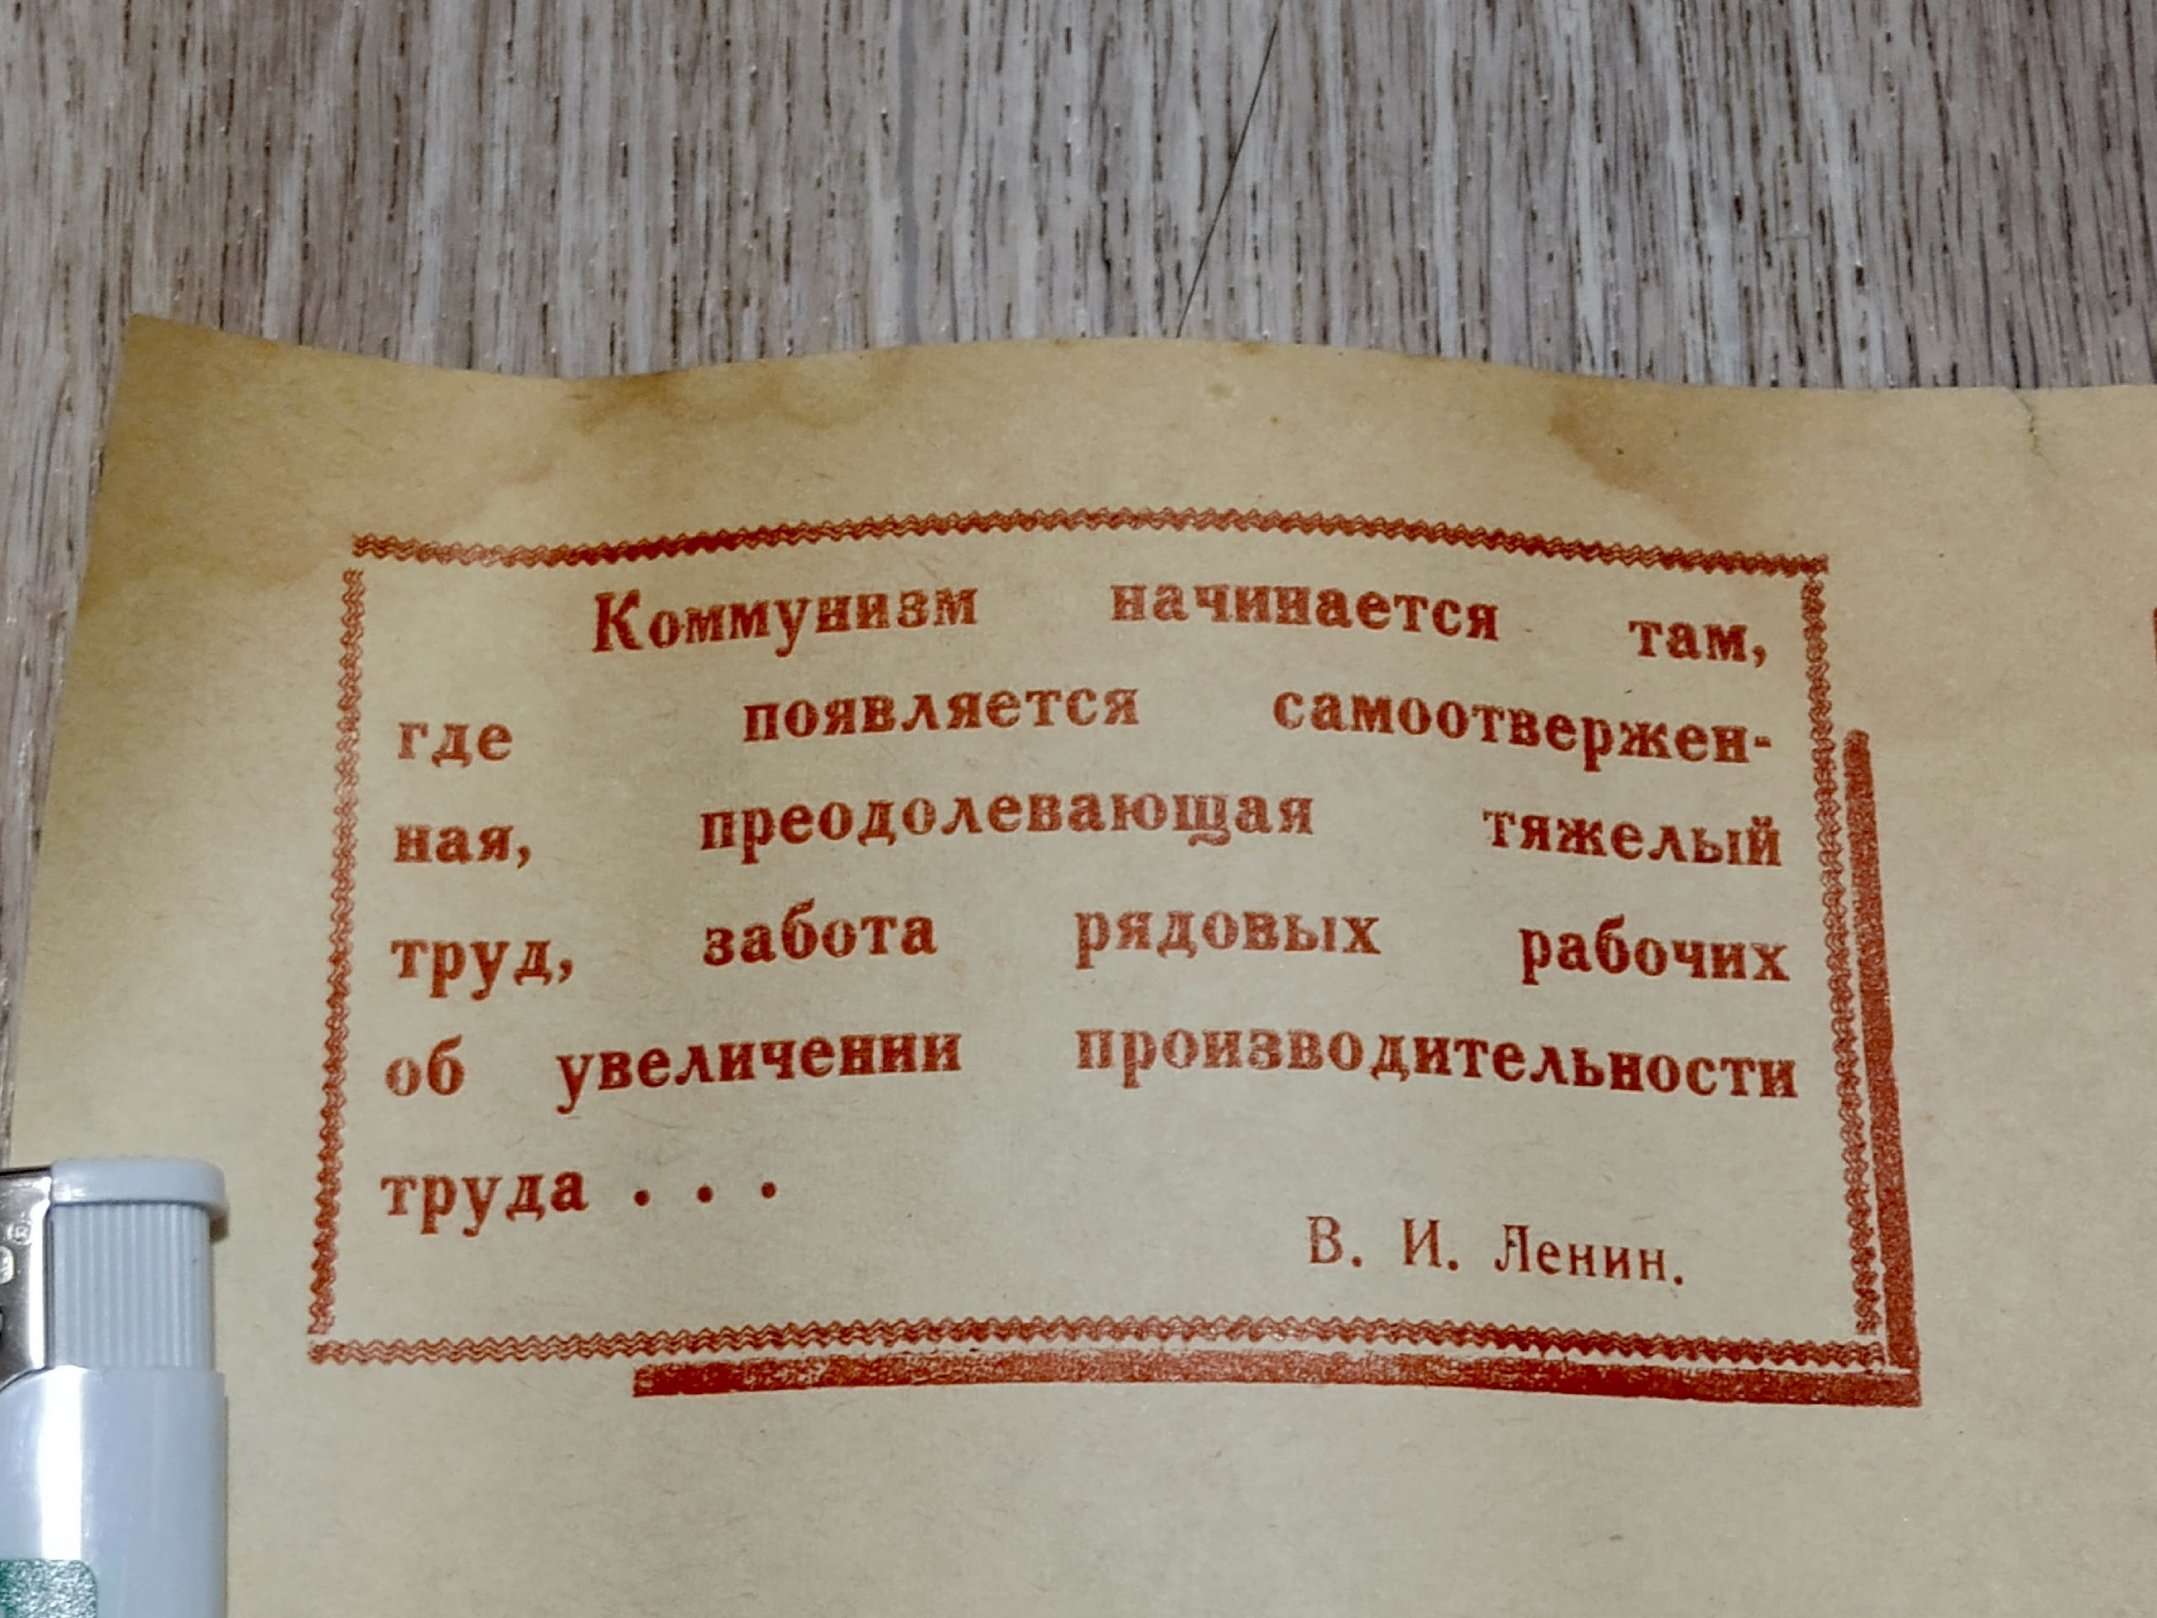 Коммунизм начинается там,
где появляется самоотвержен-
ная, преодолевающая тяжелый
труд, забота рядовых рабочих
об увеличении производительности
труда . . .
В. И. Ленин.